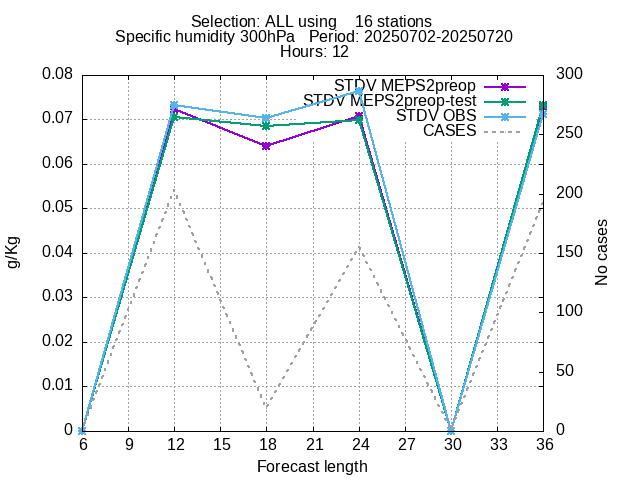 Selection: ALL using    16 stations
Specific humidity 300hPa   Period: 20250702-20250720
Hours: 12
0.08
0.07
0.06
0.05
0.04
0.03
0.02
0.01
0
300
250
200
150
100
50
0
STDV MEPS2preop
STDV MEPS2preop-test
STDV OBS
CASES
g/Kg
No cases
6 9 12 15 18 21 24 27 30 33 36
Forecast length